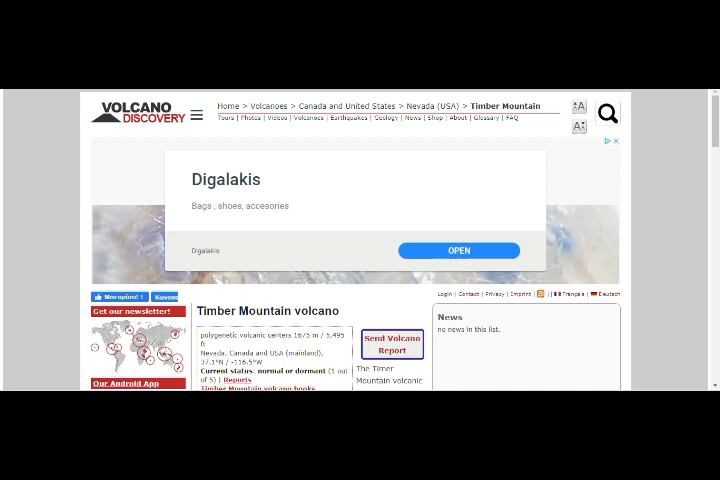 VOLCANO
DISCOVERY
Home > Volcanoes > Canada and United States > Nevada (USA) > Timber Mountain
Tours | Photos | Videos | Volcanoes | Earthquakes | Geology | News | Shop | About | Glossary | FAQ
A
A
Digalakis
Bags , shoes, accesories
Digalakis
OPEN
Login | Contact | Privacy | Imprint | | Français | Deutsch
Μου αρέσει! 1
Get our newsletter!
Our Android App
Timber Mountain volcano
polygenetic volcanic centers 1675 m / 5,495
ft
Nevada, Canada and USA (mainland),
37.1°N / -116.5°W
Current status: normal or dormant (1 out
of 5) | Reports
Timber Mountain volcano books
Send Volcano
Report
The Timer
Mountain volcanic
News
no news in this list.